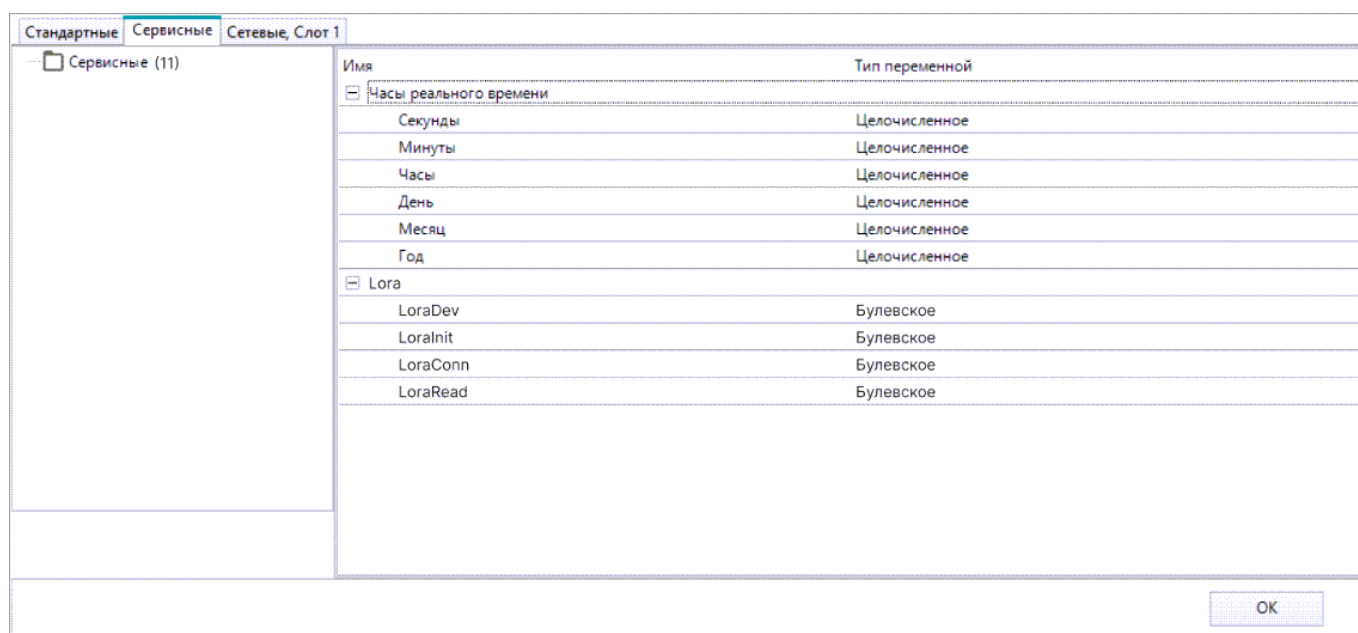 Стандартные Сервисные Сетевые, Слот 1
Сервисные (11)
Имя Тип переменной
Часы реального времени
Секунды Целочисленное
Минуты Целочисленное
Часы Целочисленное
День Целочисленное
Месяц Целочисленное
Год Целочисленное
Lora
LoraDev Булевское
LoraInit Булевское
LoraConn Булевское
LoraRead Булевское
ОК